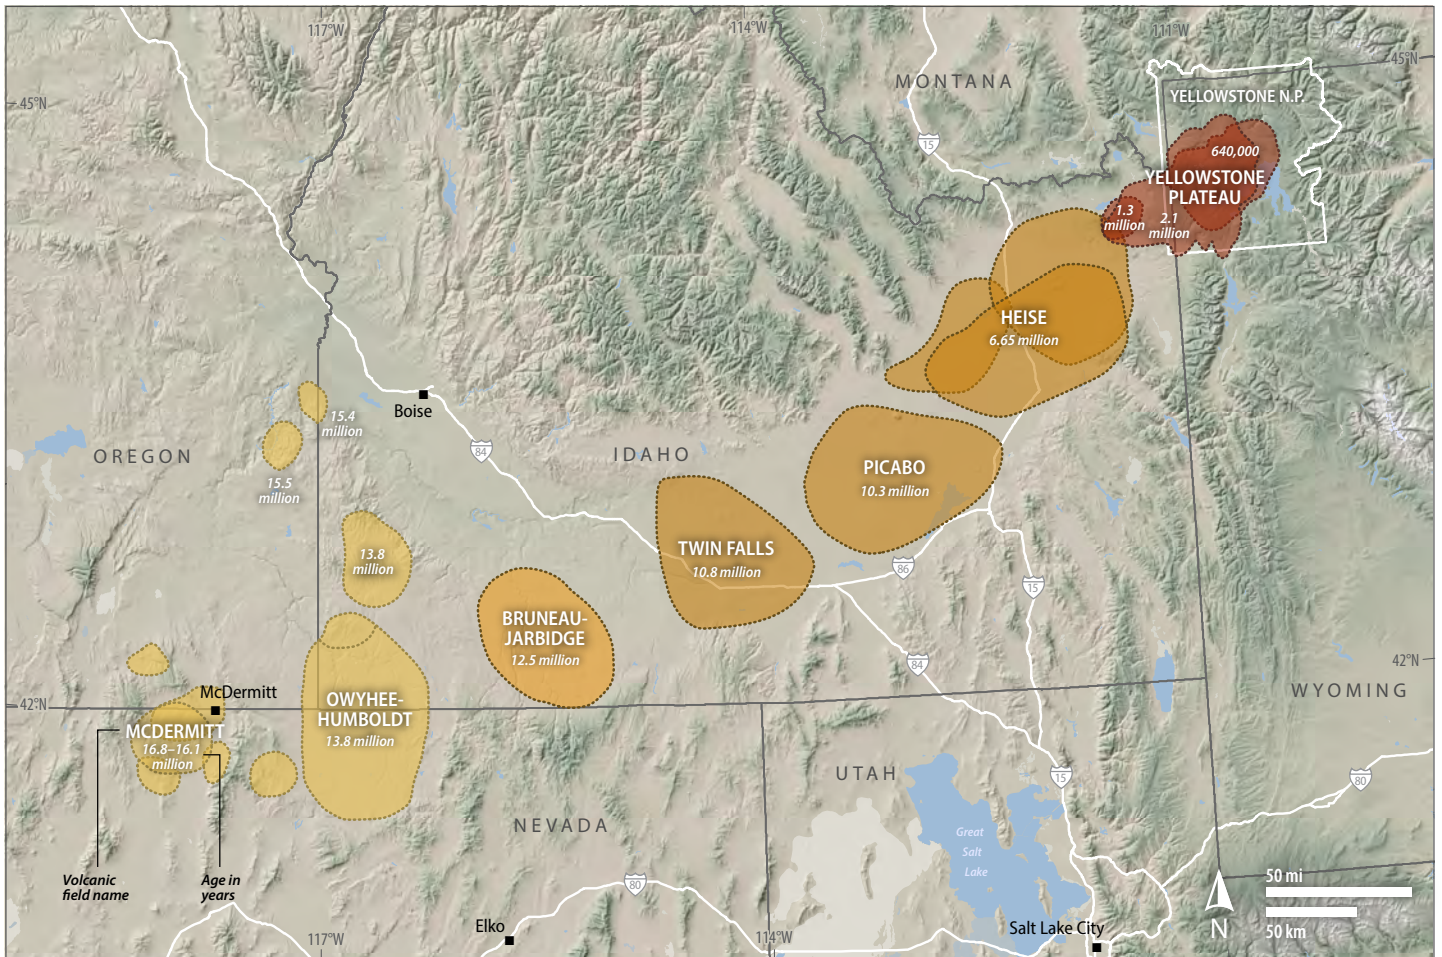 117°W
114°W
111°W
45°N
45°N
MONTANA
YELLOWSTONE N.P.
15
640,000
YELLOWSTONE
PLATEAU
1.3
million
2.1
million
HEISE
6.65 million
Boise
15.4
million
OREGON
84
IDAHO
15
15.5
million
PICABO
10.3 million
13.8
million
TWIN FALLS
10.8 million
86
15
BRUNEAU-
JARBIDGE
12.5 million
84
42°N
WYOMING
McDermitt
42°N
OWYHEE-
HUMBOLDT
13.8 million
MCDERMITT
16.8–16.1
million
UTAH
15
80
NEVADA
Great
Salt
Lake
Volcanic
field name
Age in
years
80
50 mi
50 km
N
Elko
Salt Lake City
117°W
114°W